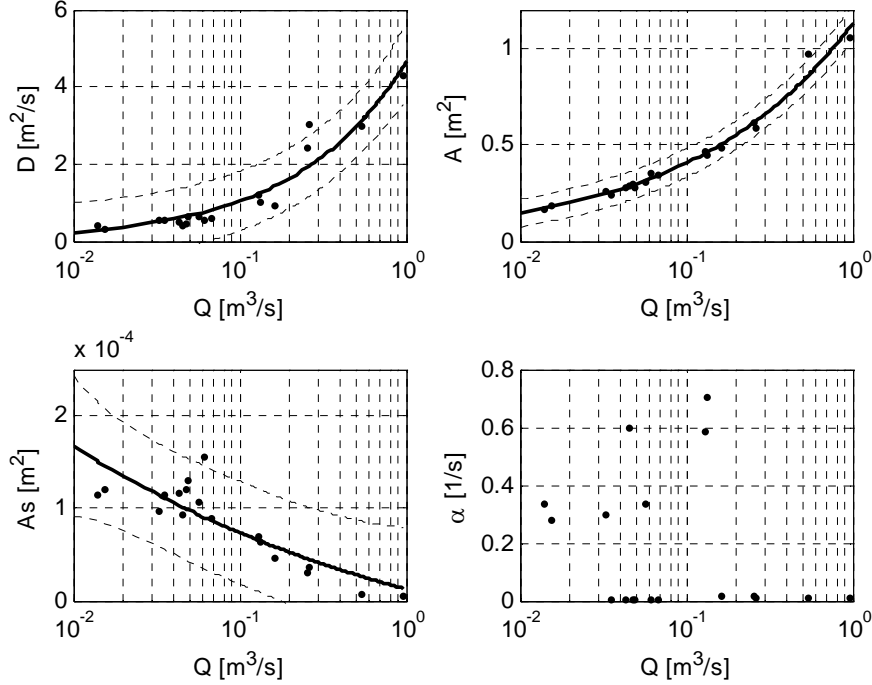 6
4
2
0
D [m²/s]
10⁻² 10⁻¹ 10⁰
Q [m³/s]
1
0.5
0
A [m²]
10⁻² 10⁻¹ 10⁰
Q [m³/s]
x 10⁻⁴
2
1
0
As [m²]
10⁻² 10⁻¹ 10⁰
Q [m³/s]
0.8
0.6
0.4
0.2
0
α [1/s]
10⁻² 10⁻¹ 10⁰
Q [m³/s]